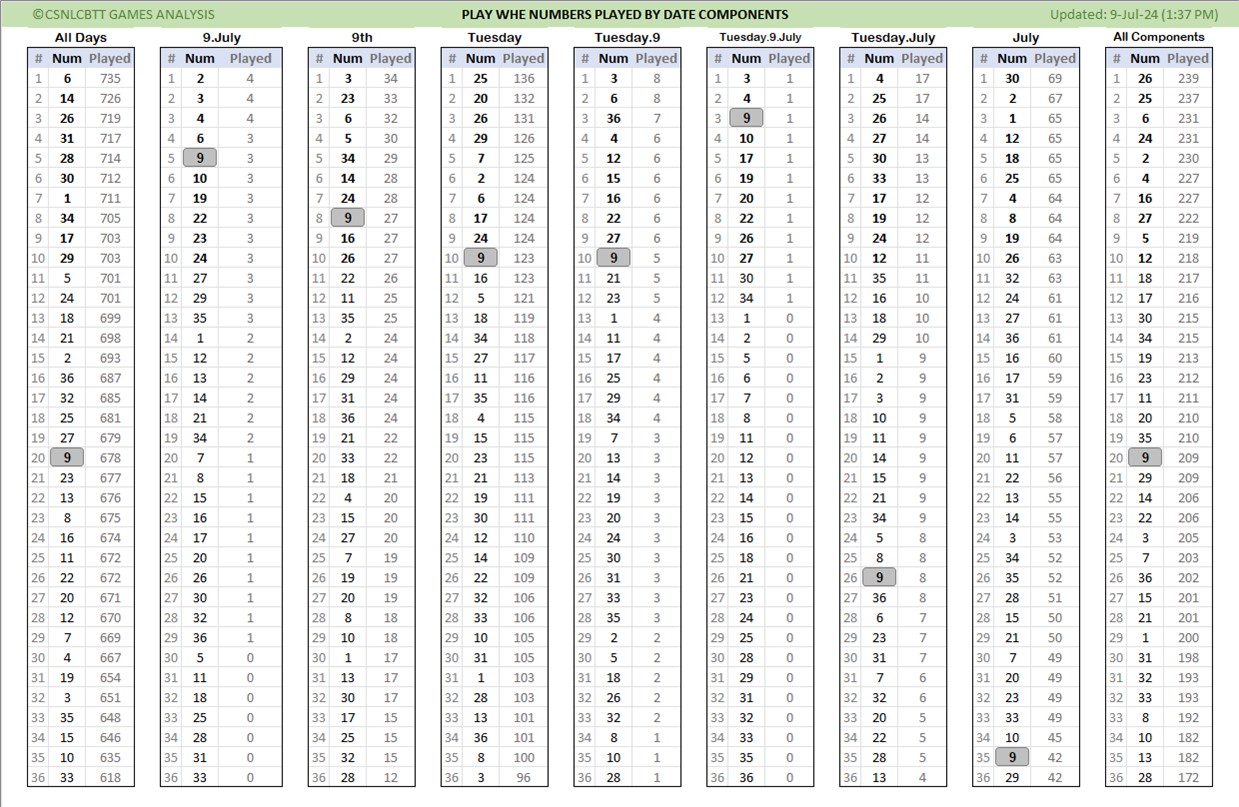 ©CSNLCBTT GAMES ANALYSIS PLAY WHE NUMBERS PLAYED BY DATE COMPONENTS Updated: 9-Jul-24 (1:37 PM)
All Days 9.July 9th Tuesday Tuesday.9 Tuesday.9.July Tuesday.July July All Components
# Num Played # Num Played # Num Played # Num Played # Num Played # Num Played # Num Played # Num Played # Num Played
1 6 735 1 2 4 1 3 34 1 25 136 1 3 8 1 3 1 1 4 17 1 30 69 1 26 239
2 14 726 2 3 4 2 23 33 2 20 132 2 6 8 2 4 1 2 25 17 2 2 67 2 25 237
3 26 719 3 4 4 3 6 32 3 26 131 3 36 7 3 9 1 3 26 14 3 1 65 3 6 231
4 31 717 4 6 3 4 5 30 4 29 126 4 4 6 4 10 1 4 27 14 4 12 65 4 24 231
5 28 714 5 9 3 5 34 29 5 7 125 5 12 6 5 17 1 5 30 13 5 18 65 5 2 230
6 30 712 6 10 3 6 14 28 6 2 124 6 15 6 6 19 1 6 33 13 6 25 65 6 4 227
7 1 711 7 19 3 7 24 28 7 6 124 7 16 6 7 20 1 7 17 12 7 4 64 7 16 227
8 34 705 8 22 3 8 9 27 8 17 124 8 22 6 8 22 1 8 19 12 8 8 64 8 27 222
9 17 703 9 23 3 9 16 27 9 24 124 9 27 6 9 26 1 9 24 12 9 19 64 9 5 219
10 29 703 10 24 3 10 26 27 10 9 123 10 9 5 10 27 1 10 12 11 10 26 63 10 12 218
11 5 701 11 27 3 11 22 26 11 16 123 11 21 5 11 30 1 11 35 11 11 32 63 11 18 217
12 24 701 12 29 3 12 11 25 12 5 121 12 23 5 12 34 1 12 16 10 12 24 61 12 17 216
13 18 699 13 35 3 13 35 25 13 18 119 13 1 4 13 1 0 13 18 10 13 27 61 13 30 215
14 21 698 14 1 2 14 2 24 14 34 118 14 11 4 14 2 0 14 29 10 14 36 61 14 34 215
15 2 693 15 12 2 15 12 24 15 27 117 15 17 4 15 5 0 15 1 9 15 16 60 15 19 213
16 36 687 16 13 2 16 29 24 16 11 116 16 25 4 16 6 0 16 2 9 16 17 59 16 23 212
17 32 685 17 14 2 17 31 24 17 35 116 17 29 4 17 7 0 17 3 9 17 31 59 17 11 211
18 25 681 18 21 2 18 36 24 18 4 115 18 34 4 18 8 0 18 10 9 18 5 58 18 20 210
19 27 679 19 34 2 19 21 22 19 15 115 19 7 3 19 11 0 19 11 9 19 6 57 19 35 210
20 9 678 20 7 1 20 33 22 20 23 115 20 13 3 20 12 0 20 14 9 20 11 57 20 9 209
21 23 677 21 8 1 21 18 21 21 21 113 21 14 3 21 13 0 21 15 9 21 22 56 21 29 209
22 13 676 22 15 1 22 4 20 22 19 111 22 19 3 22 14 0 22 21 9 22 13 55 22 14 206
23 8 675 23 16 1 23 15 20 23 30 111 23 20 3 23 15 0 23 34 9 23 14 55 23 22 206
24 16 674 24 17 1 24 27 20 24 12 110 24 24 3 24 16 0 24 5 8 24 3 53 24 3 205
25 11 672 25 20 1 25 7 19 25 14 109 25 30 3 25 18 0 25 8 8 25 34 52 25 7 203
26 22 672 26 26 1 26 19 19 26 22 109 26 31 3 26 21 0 26 9 8 26 35 52 26 36 202
27 20 671 27 30 1 27 20 19 27 32 106 27 33 3 27 23 0 27 36 8 27 28 51 27 15 201
28 12 670 28 32 1 28 8 18 28 33 106 28 35 3 28 24 0 28 6 7 28 15 50 28 21 201
29 7 669 29 36 1 29 10 18 29 10 105 29 2 2 29 25 0 29 23 7 29 21 50 29 1 200
30 4 667 30 5 0 30 1 17 30 31 105 30 5 2 30 28 0 30 31 7 30 7 49 30 31 198
31 19 654 31 11 0 31 13 17 31 1 103 31 18 2 31 29 0 31 7 6 31 20 49 31 32 193
32 3 651 32 18 0 32 30 17 32 28 103 32 26 2 32 31 0 32 32 6 32 23 49 32 33 193
33 35 648 33 25 0 33 17 15 33 13 101 33 32 2 33 32 0 33 20 5 33 33 49 33 8 192
34 15 646 34 28 0 34 25 15 34 36 101 34 8 1 34 33 0 34 22 5 34 10 45 34 10 182
35 10 635 35 31 0 35 32 15 35 8 100 35 10 1 35 35 0 35 28 5 35 9 42 35 13 182
36 33 618 36 33 0 36 28 12 36 3 96 36 28 1 36 36 0 36 13 4 36 29 42 36 28 172